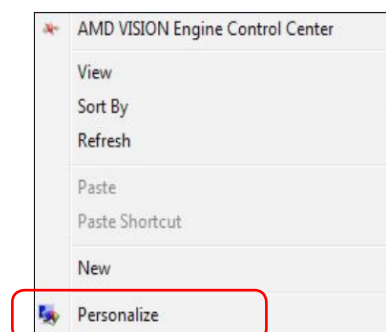 AMD VISION Engine Control Center
View
Sort By
Refresh
Paste
Paste Shortcut
New
Personalize